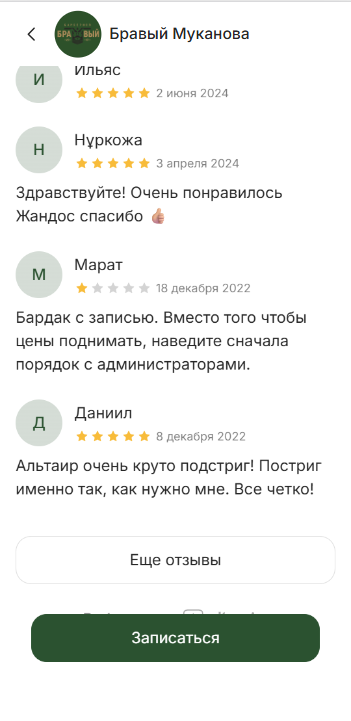 БРАВЫЙ
Бравый Муканова
И
Ильяс
2 июня 2024
Н
Нұркожа
3 апреля 2024
Здравствуйте! Очень понравилось
Жандос спасибо 👍🏼
М
Марат
18 декабря 2022
Бардак с записью. Вместо того чтобы
цены поднимать, наведите сначала
порядок с администраторами.
Д
Даниил
8 декабря 2022
Альтаир очень круто подстриг! Постриг
именно так, как нужно мне. Все четко!
Еще отзывы
Записаться